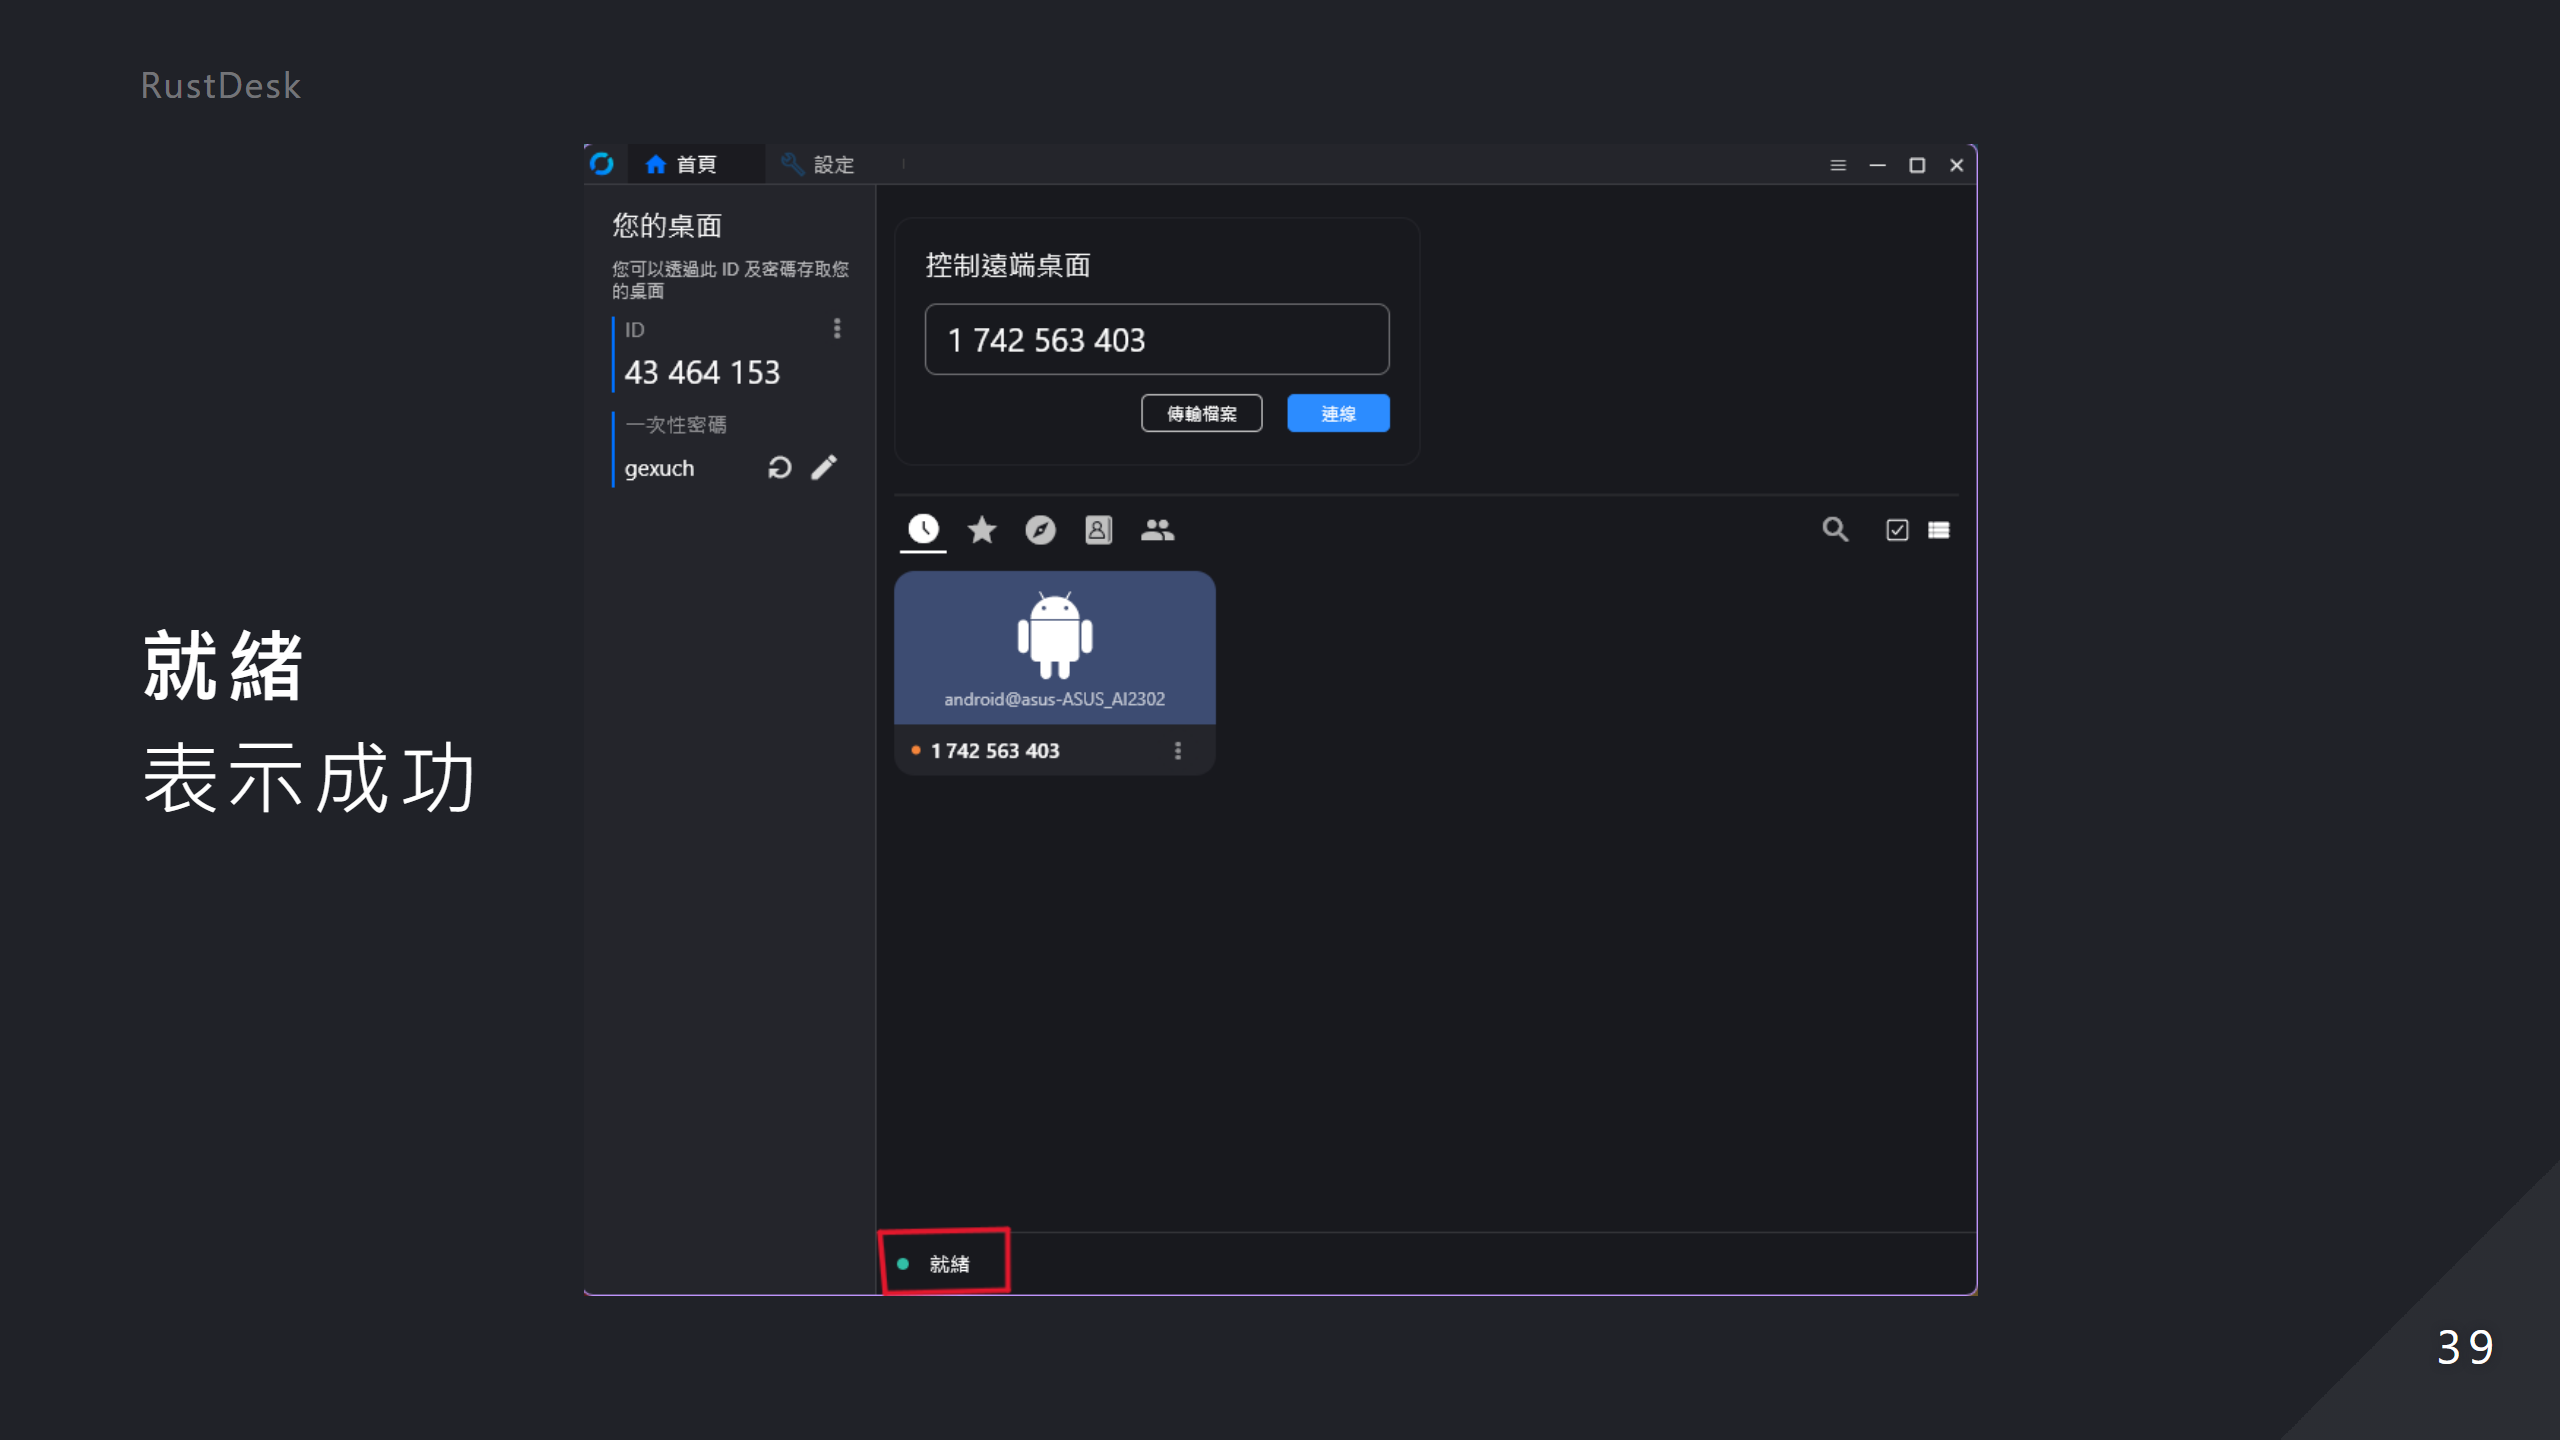 RustDesk
就緒
表示成功
首頁
設定
您的桌面
您可以透過此 ID 及密碼存取您
的桌面
ID
43 464 153
一次性密碼
gexuch
控制遠端桌面
1 742 563 403
傳輸檔案
連線
android@asus-ASUS_AI2302
1 742 563 403
就緒
39